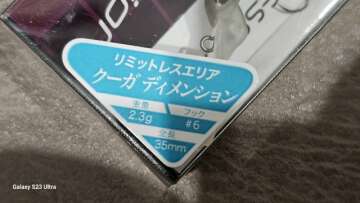 リミットレスエリア
クーガ ディメンション
自重 フック
2.3g #6
全長
35mm
Galaxy S23 Ultra